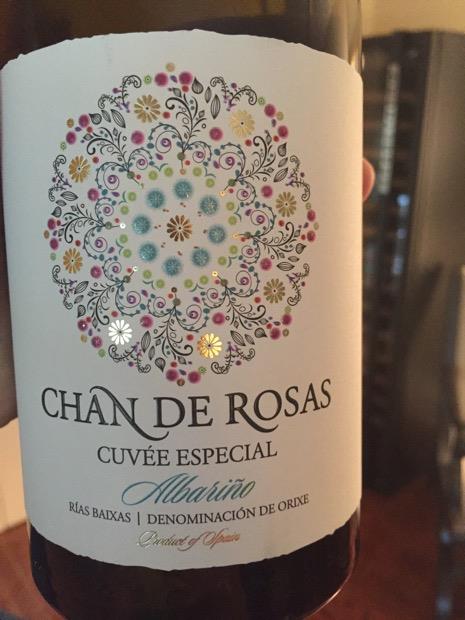 CHAN DE ROSAS
CUVÉE ESPECIAL
Albariño
RÍAS BAIXAS | DENOMINACIÓN DE ORIXE
Product of Spain